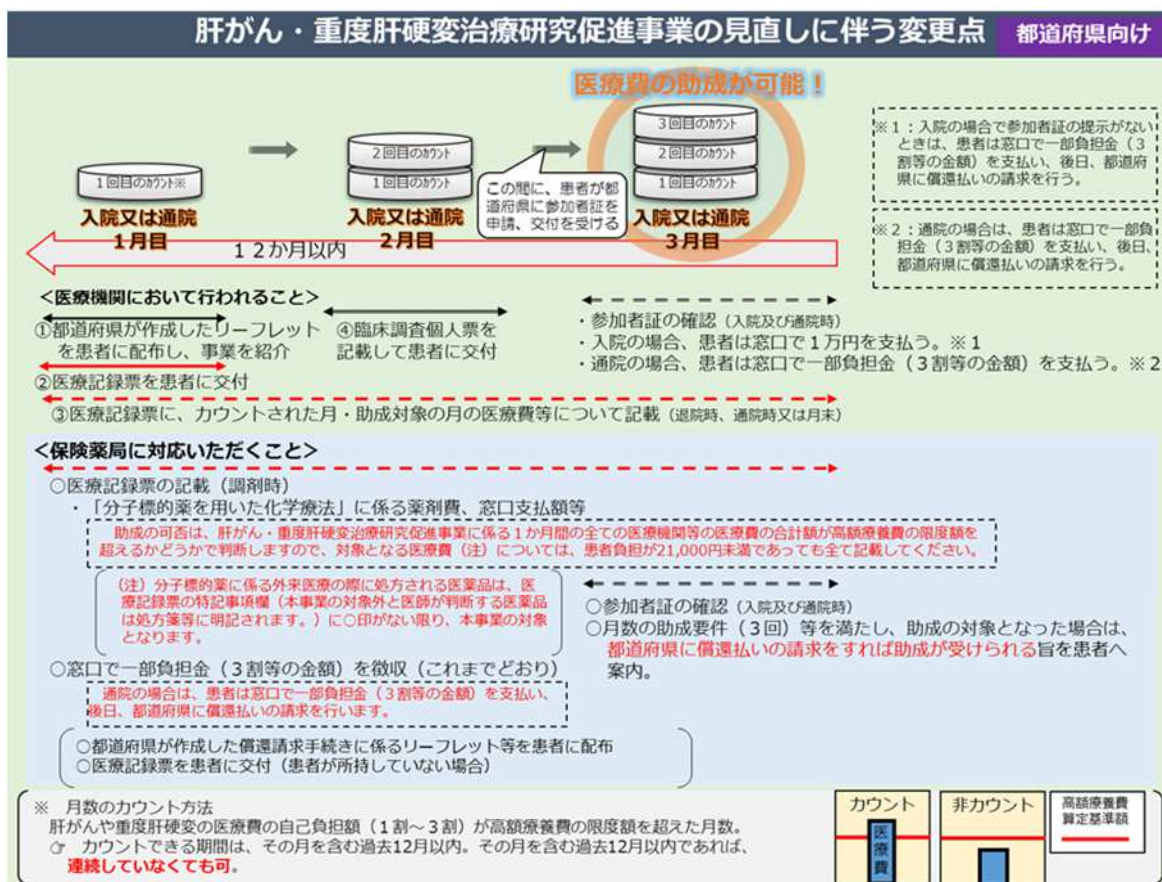 肝がん・重度肝硬変治療研究促進事業の見直しに伴う変更点
都道府県向け
医療費の助成が可能！
1回目のｶｳﾝﾄ※
入院又は通院
1月目
2回目のｶｳﾝﾄ
1回目のｶｳﾝﾄ
入院又は通院
2月目
この間に、患者が都
道府県に参加者証を
申請、交付を受ける
3回目のｶｳﾝﾄ
2回目のｶｳﾝﾄ
1回目のｶｳﾝﾄ
入院又は通院
3月目
１２か月以内
※１：入院の場合で参加者証の提示がない
ときは、患者は窓口で一部負担金（３
割等の金額）を支払い、後日、都道府
県に償還払いの請求を行う。
※２：通院の場合は、患者は窓口で一部負
担金（３割等の金額）を支払い、後日、
都道府県に償還払いの請求を行う。
＜医療機関において行われること＞
①都道府県が作成したリーフレット
を患者に配布し、事業を紹介
④臨床調査個人票を
記載して患者に交付
・参加者証の確認（入院及び通院時）
・入院の場合、患者は窓口で１万円を支払う。※１
・通院の場合、患者は窓口で一部負担金（３割等の金額）を支払う。※２
②医療記録票を患者に交付
③医療記録票に、カウントされた月・助成対象の月の医療費等について記載（退院時、通院時又は月末）
＜保険薬局に対応いただくこと＞
○医療記録票の記載（調剤時）
・「分子標的薬を用いた化学療法」に係る薬剤費、窓口支払額等
助成の可否は、肝がん・重度肝硬変治療研究促進事業に係る１か月間の全ての医療機関等の医療費の合計額が高額療養費の限度額を
超えるかどうかで判断しますので、対象となる医療費（注）については、患者負担が21,000円未満であっても全て記載してください。
（注）分子標的薬に係る外来医療の際に処方される医薬品は、医
療記録票の特記事項欄（本事業の対象外と医師が判断する医薬品
は処方箋等に明記されます。）に○印がない限り、本事業の対象
となります。
○参加者証の確認（入院及び通院時）
○月数の助成要件（３回）等を満たし、助成の対象となった場合は、
都道府県に償還払いの請求をすれば助成が受けられる旨を患者へ
案内。
○窓口で一部負担金（３割等の金額）を徴収（これまでどおり）
通院の場合は、患者は窓口で一部負担金（３割等の金額）を支払い、
後日、都道府県に償還払いの請求を行います。
○都道府県が作成した償還請求手続きに係るリーフレット等を患者に配布
○医療記録票を患者に交付（患者が所持していない場合）
※　月数のカウント方法
肝がんや重度肝硬変の医療費の自己負担額（１割～３割）が高額療養費の限度額を超えた月数。
☞　カウントできる期間は、その月を含む過去12月以内。その月を含む過去12月以内であれば、
連続していなくても可。
カウント
医療費
非カウント
高額療養費
算定基準額